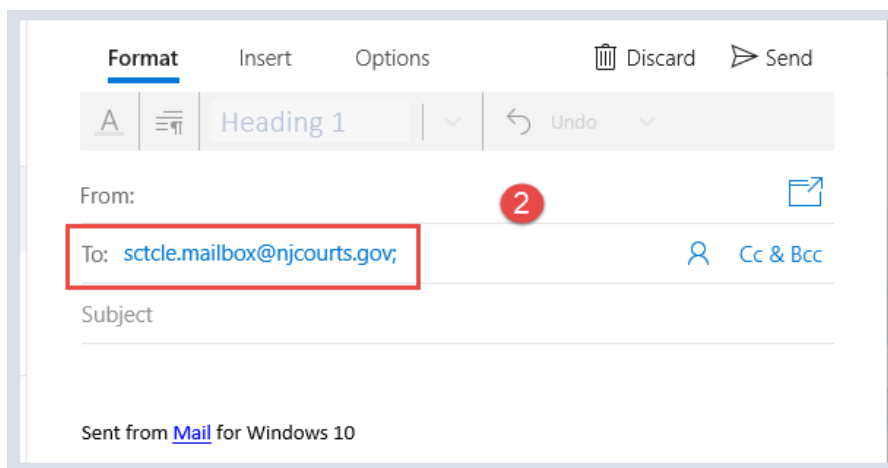 Format Insert Options Discard Send
A Heading 1 Undo
From: 2
To: sctcle.mailbox@njcourts.gov; Cc & Bcc
Subject
Sent from Mail for Windows 10